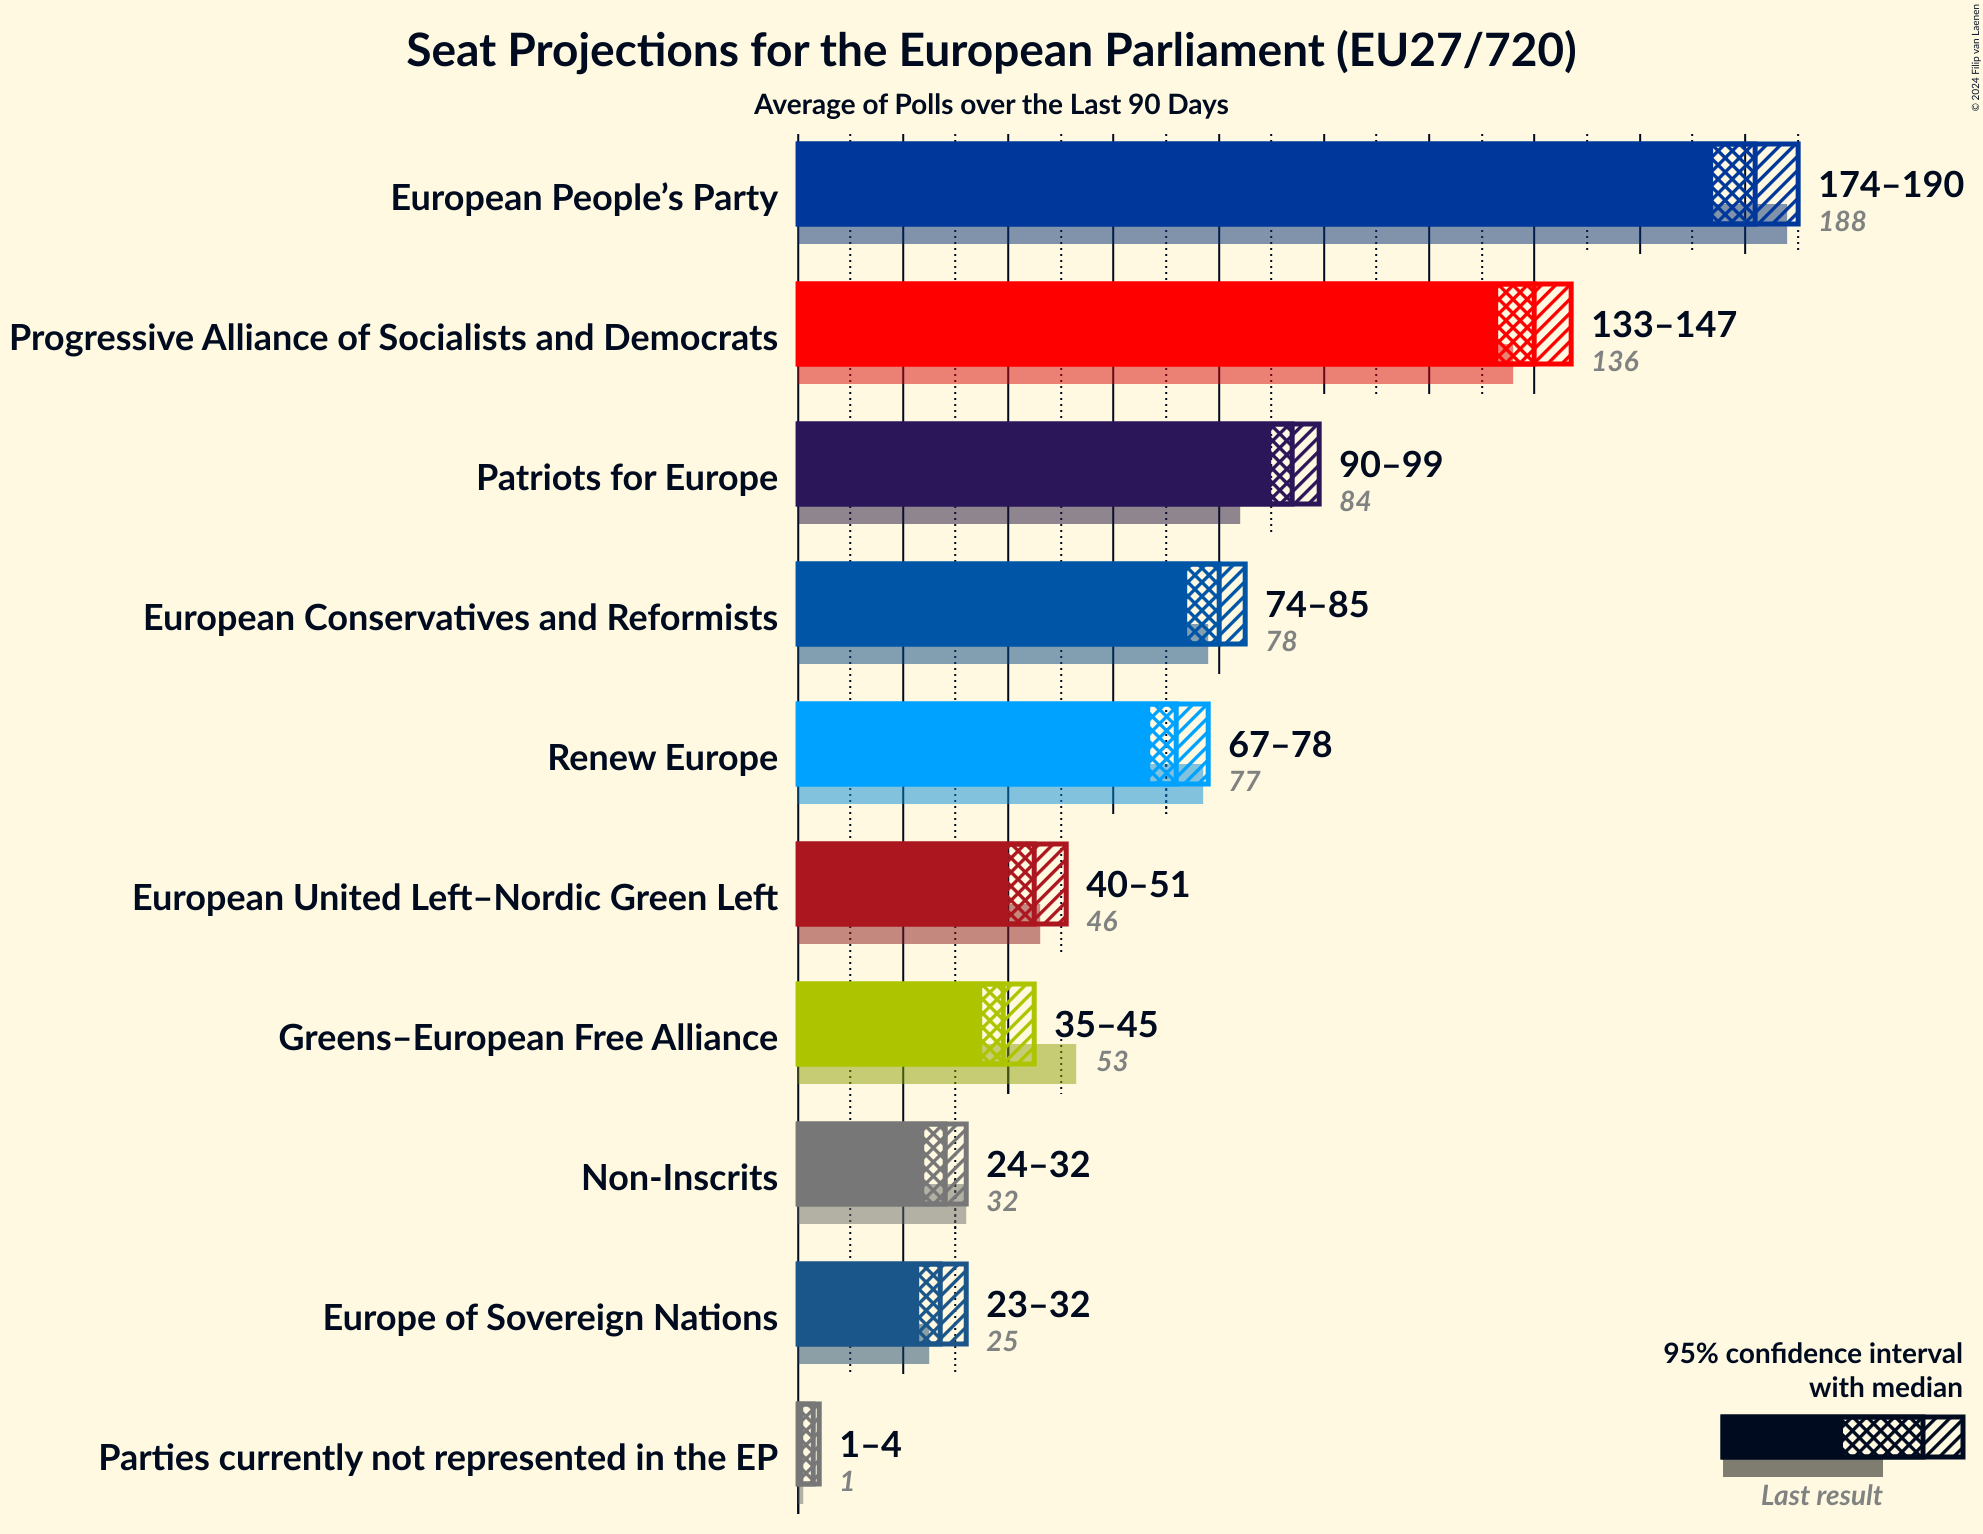 Seat Projections for the European Parliament (EU27/720)
Average of Polls over the Last 90 Days
© 2024 Filip van Laenen
European People’s Party
174–190
188
Progressive Alliance of Socialists and Democrats
133–147
136
Patriots for Europe
90–99
84
European Conservatives and Reformists
74–85
78
Renew Europe
67–78
77
European United Left–Nordic Green Left
40–51
46
Greens–European Free Alliance
35–45
53
Non-Inscrits
24–32
32
Europe of Sovereign Nations
23–32
25
Parties currently not represented in the EP
1–4
1
95% confidence interval
with median
Last result